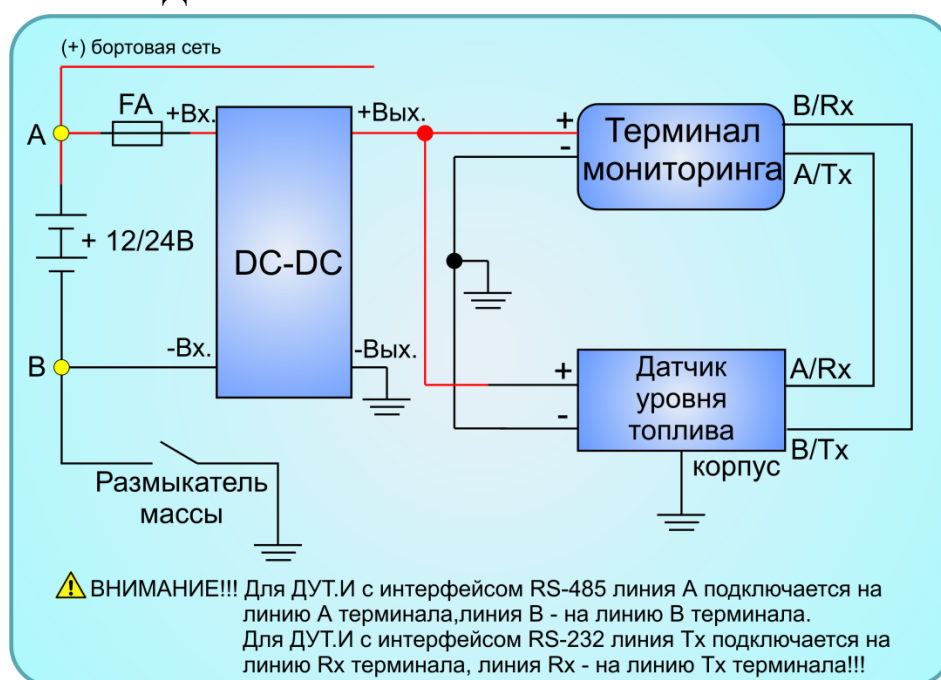 (+) бортовая сеть
FA
+Вх.
+Вых.
A
+
-
Терминал
мониторинга
B/Rx
A/Tx
+ 12/24В
DC-DC
-Вх.
-Вых.
B
+
-
Датчик
уровня
топлива
A/Rx
B/Tx
корпус
Размыкатель
массы
ВНИМАНИЕ!!! Для ДУТ.И с интерфейсом RS-485 линия А подключается на
линию А терминала,линия В - на линию В терминала.
Для ДУТ.И с интерфейсом RS-232 линия Тх подключается на
линию Rx терминала, линия Rx - на линию Tx терминала!!!